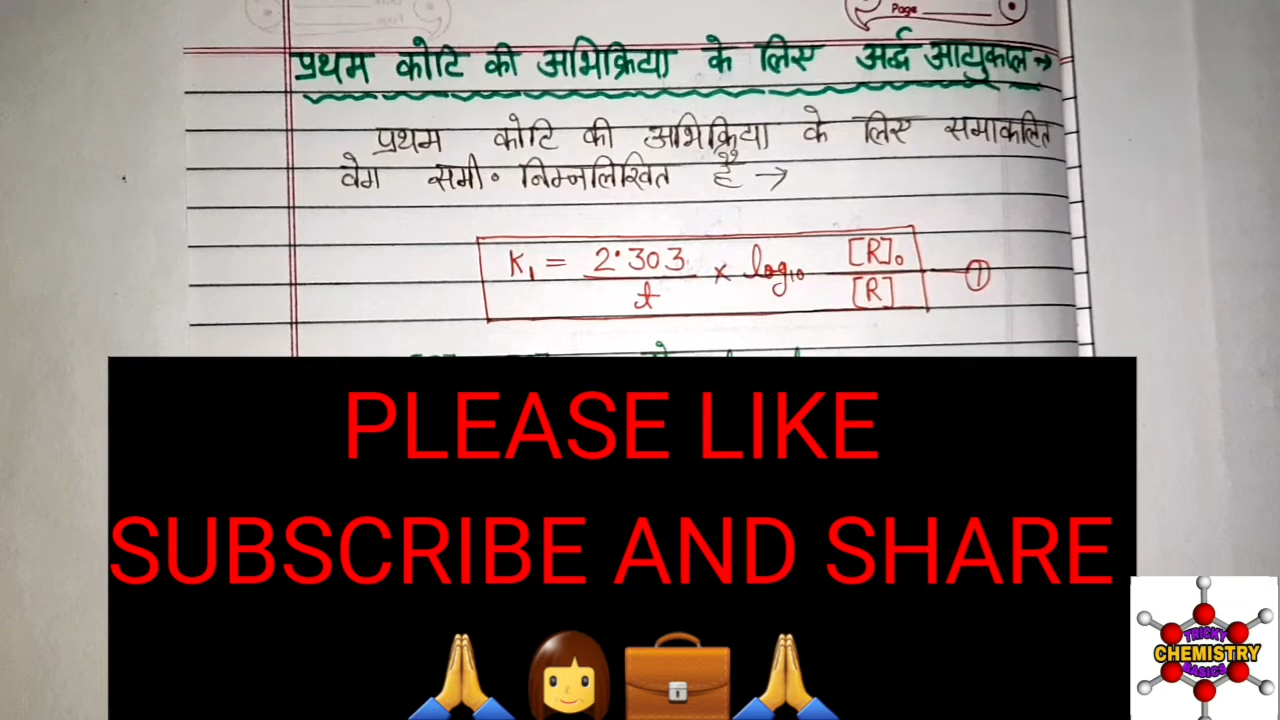 Page
प्रथम कोटि की अभिक्रिया के लिए अर्द्ध आयुकाल →
प्रथम कोटि की अभिक्रिया के लिए समाकलित
वेग समी० निम्नलिखित है →
K₁ = 2.303 / t × log₁₀ [R]₀ / [R] — ①
PLEASE LIKE
SUBSCRIBE AND SHARE
TRICKY
CHEMISTRY
BASICS